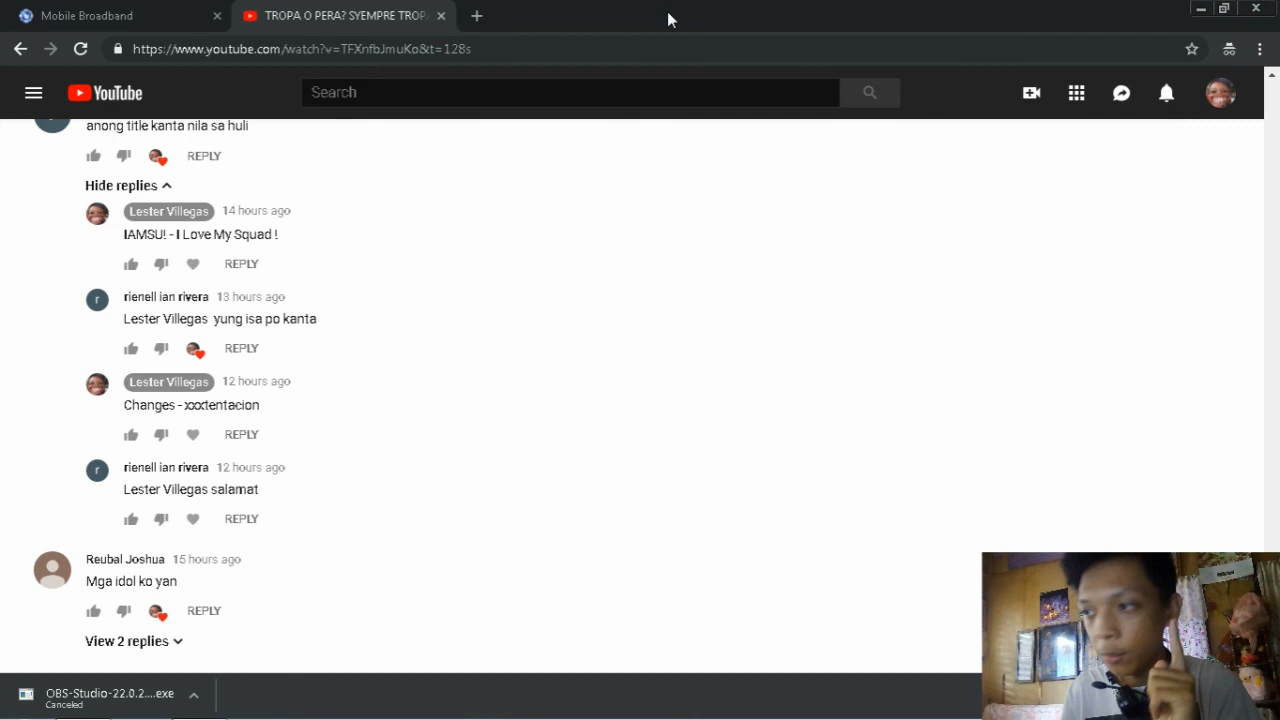 Mobile Broadband
TROPA O PERA? SYEMPRE TROPA
https://www.youtube.com/watch?v=TFXnfbJmuKo&t=128s
YouTube
Search
anong title kanta nila sa huli
REPLY
Hide replies
Lester Villegas 14 hours ago
IAMSU! - I Love My Squad !
REPLY
rienell ian rivera 13 hours ago
Lester Villegas yung isa po kanta
REPLY
Lester Villegas 12 hours ago
Changes - xxxtentacion
REPLY
rienell ian rivera 12 hours ago
Lester Villegas salamat
REPLY
Reubal Joshua 15 hours ago
Mga idol ko yan
REPLY
View 2 replies
OBS-Studio-22.0.2....exe
Canceled